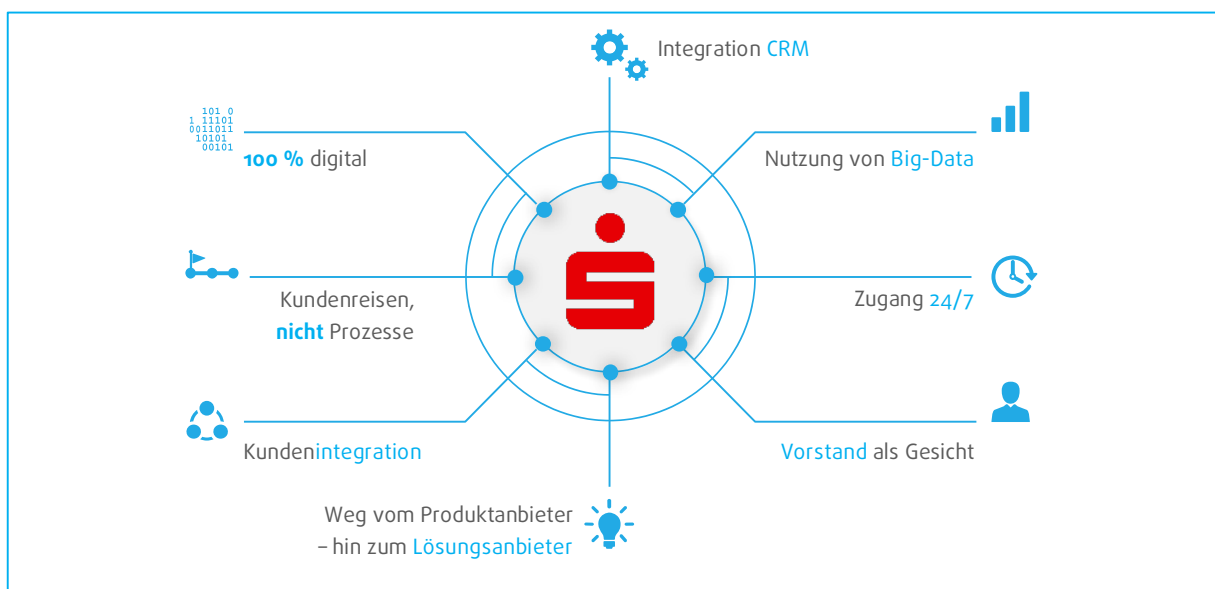 Integration CRM
101 0
1 11101
0011011
10101
00101
100 % digital
Nutzung von Big-Data
Kundenreisen,
nicht Prozesse
Zugang 24/7
Kundenintegration
Vorstand als Gesicht
Weg vom Produktanbieter
– hin zum Lösungsanbieter